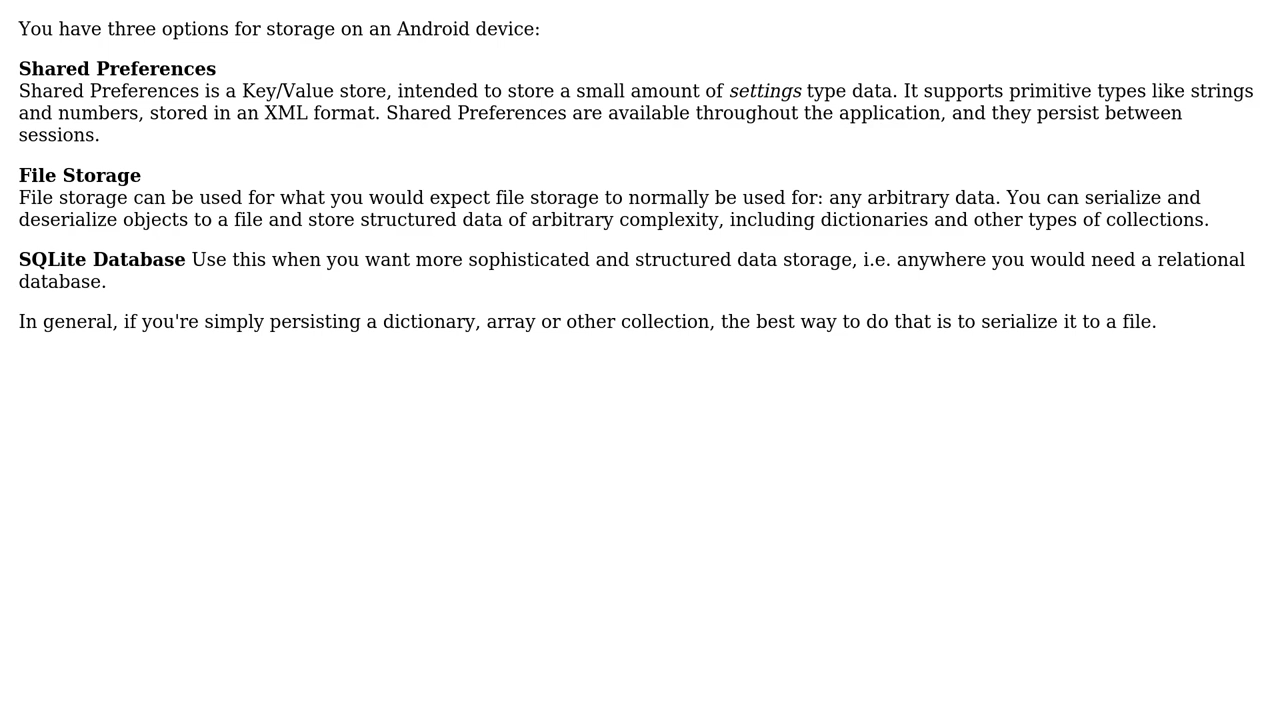 You have three options for storage on an Android device:
Shared Preferences
Shared Preferences is a Key/Value store, intended to store a small amount of settings type data. It supports primitive types like strings
and numbers, stored in an XML format. Shared Preferences are available throughout the application, and they persist between
sessions.
File Storage
File storage can be used for what you would expect file storage to normally be used for: any arbitrary data. You can serialize and
deserialize objects to a file and store structured data of arbitrary complexity, including dictionaries and other types of collections.
SQLite Database Use this when you want more sophisticated and structured data storage, i.e. anywhere you would need a relational
database.
In general, if you're simply persisting a dictionary, array or other collection, the best way to do that is to serialize it to a file.